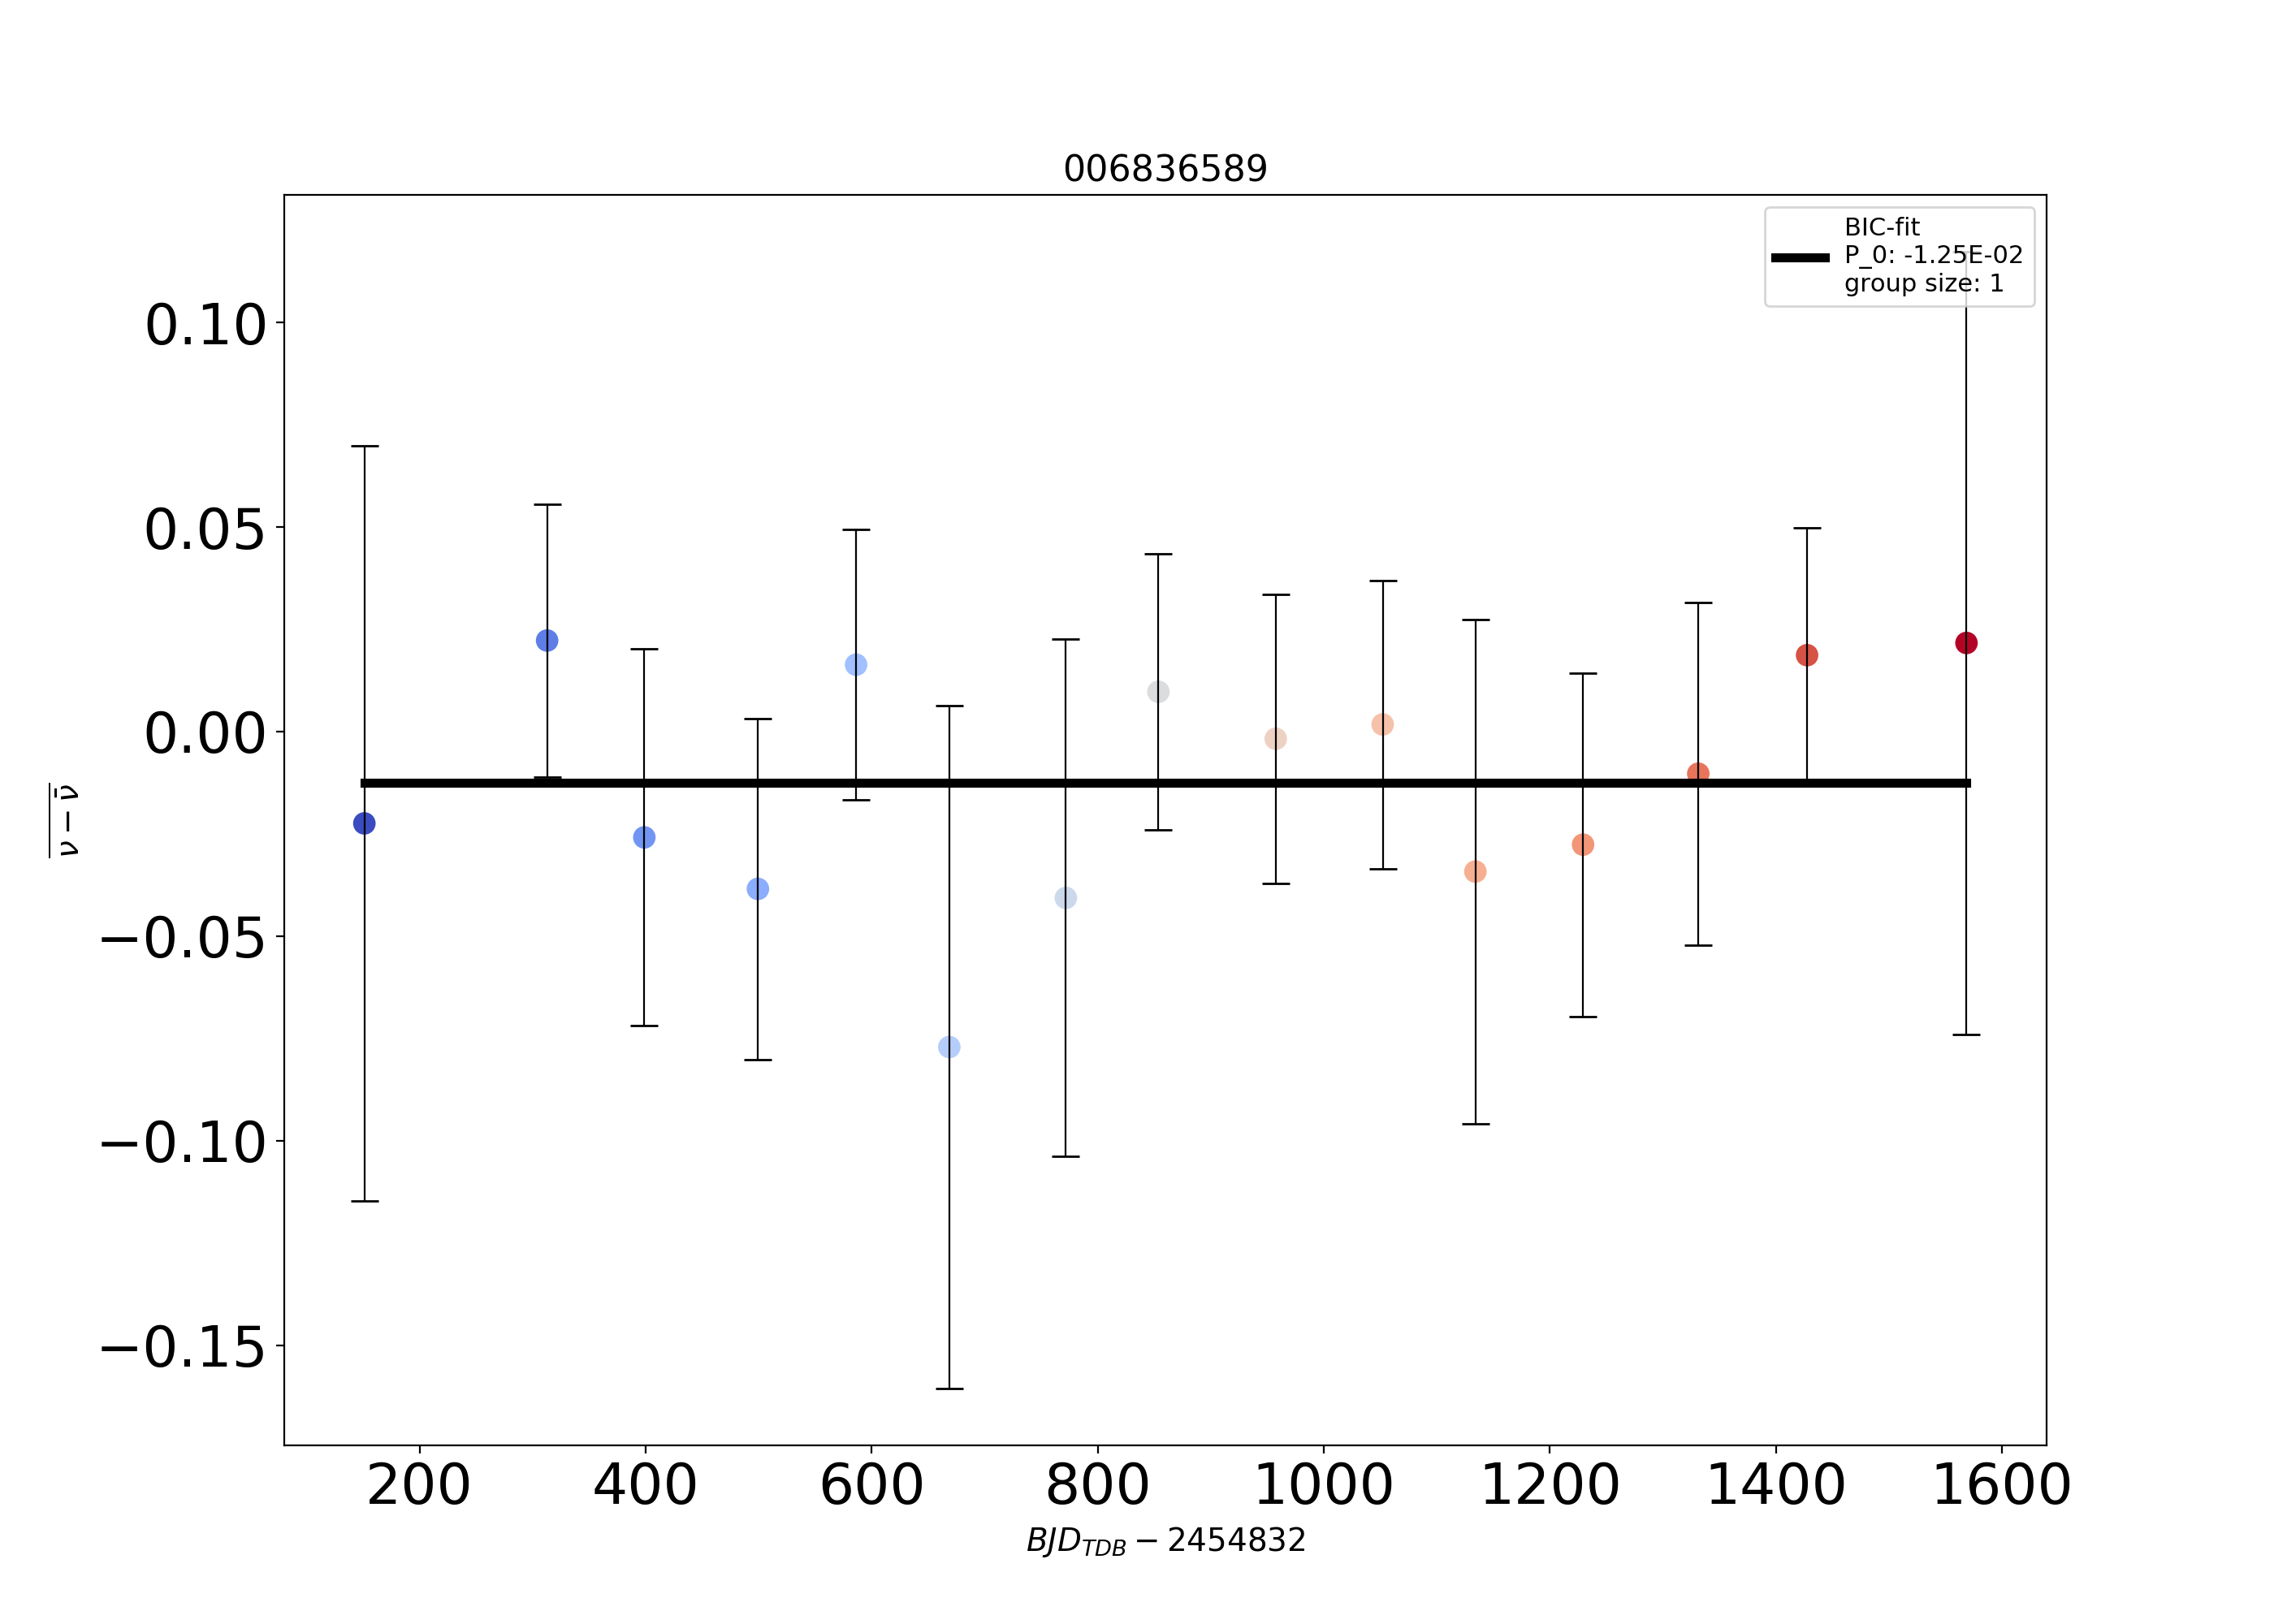 006836589
BIC-fit
P_0: -1.25E-02
group size: 1
0.10
0.05
0.00
−0.05
−0.10
−0.15
200 400 600 800 1000 1200 1400 1600
BJD_TDB − 2454832
ν − ν̄